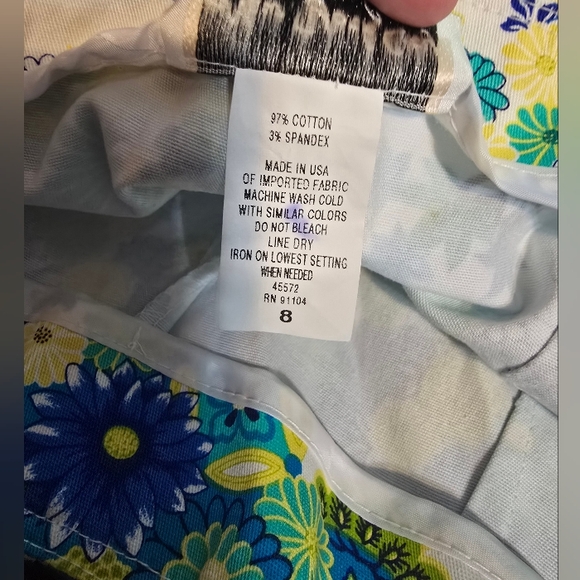 97% COTTON
3% SPANDEX
MADE IN USA
OF IMPORTED FABRIC
MACHINE WASH COLD
WITH SIMILAR COLORS
DO NOT BLEACH
LINE DRY
IRON ON LOWEST SETTING
WHEN NEEDED
45572
RN 91104
8